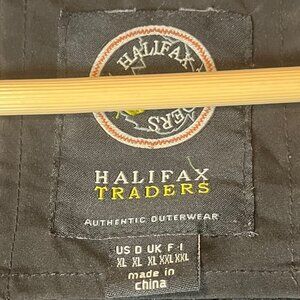 HALIFAX
HALIFAX
TRADERS
AUTHENTIC OUTERWEAR
US D UK F-I
XL XL XL XXL XXL
made in
china